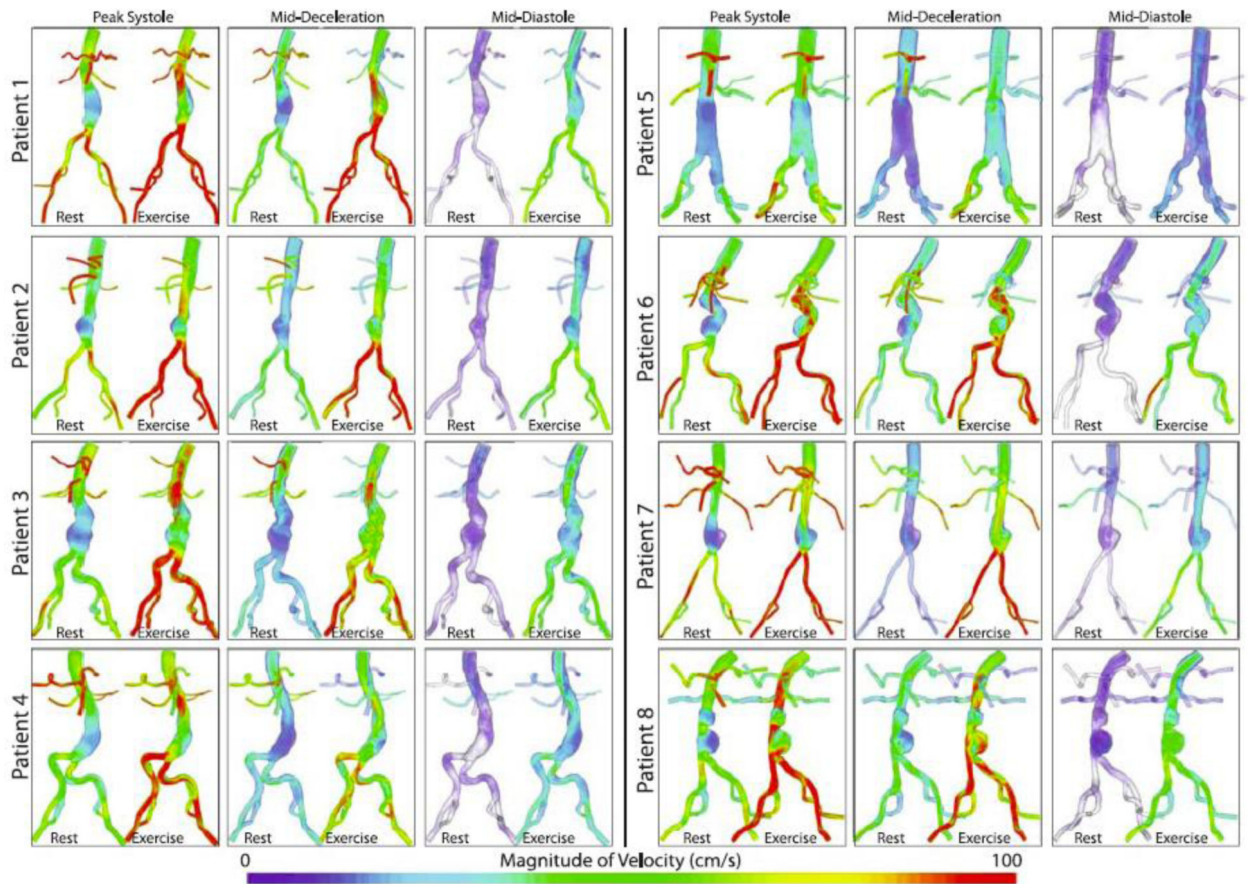 Peak Systole Mid-Deceleration Mid-Diastole Peak Systole Mid-Deceleration Mid-Diastole
Patient 1
Rest Exercise Rest Exercise Rest Exercise
Patient 5
Rest Exercise Rest Exercise Rest Exercise
Patient 2
Rest Exercise Rest Exercise Rest Exercise
Patient 6
Rest Exercise Rest Exercise Rest Exercise
Patient 3
Rest Exercise Rest Exercise Rest Exercise
Patient 7
Rest Exercise Rest Exercise Rest Exercise
Patient 4
Rest Exercise Rest Exercise Rest Exercise
Patient 8
Rest Exercise Rest Exercise Rest Exercise
0 Magnitude of Velocity (cm/s) 100